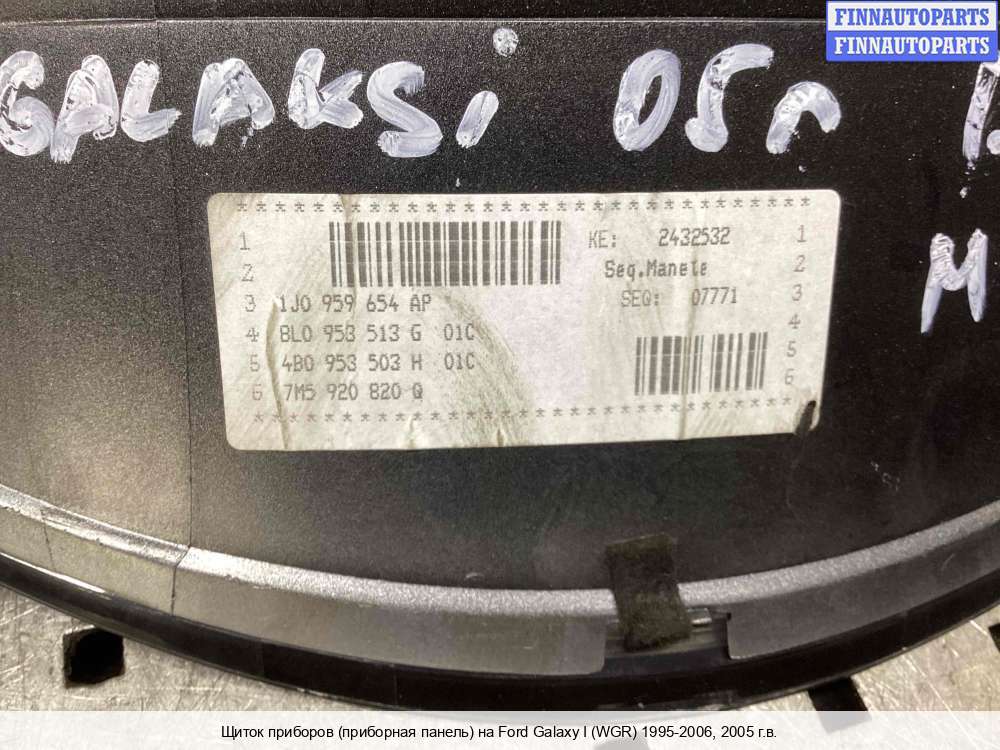 FINNAUTOPARTS
FINNAUTOPARTS
GALAKSi 05г 1.
м
* * * * * * * * * * * * * * * * * * * * * * * * * * * * * *
1 KE: 2432532 1
2 Seq.Manele 2
3 1J0 959 654 AP SEQ: 07771 3
4 8L0 953 513 G 01C 4
5 4B0 953 503 H 01C 5
6 7M5 920 820 Q 6
* * * * * * * * * * * * * * * * * * * * * * * * * * * * * *
Щиток приборов (приборная панель) на Ford Galaxy I (WGR) 1995-2006, 2005 г.в.